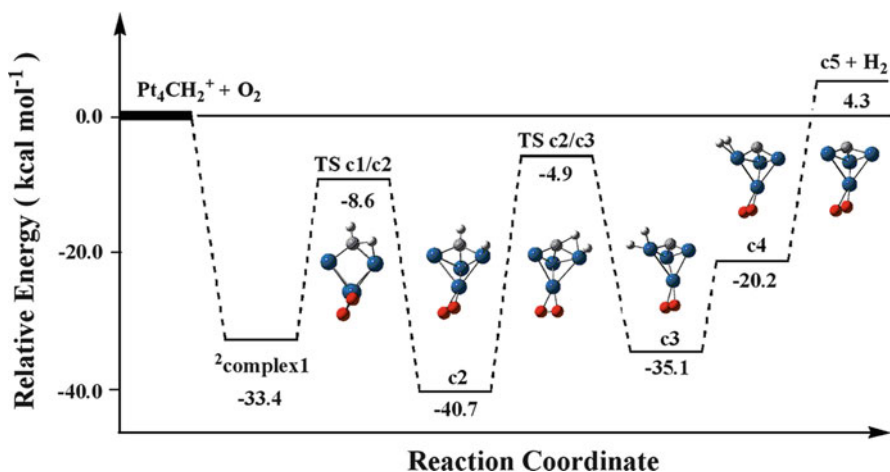 c5 + H₂
4.3
Pt₄CH₂⁺ + O₂
0.0
TS c1/c2
-8.6
TS c2/c3
-4.9
-20.0
c4
-20.2
²complex1
-33.4
c2
-40.7
c3
-35.1
-40.0
Relative Energy ( kcal mol⁻¹ )
Reaction Coordinate